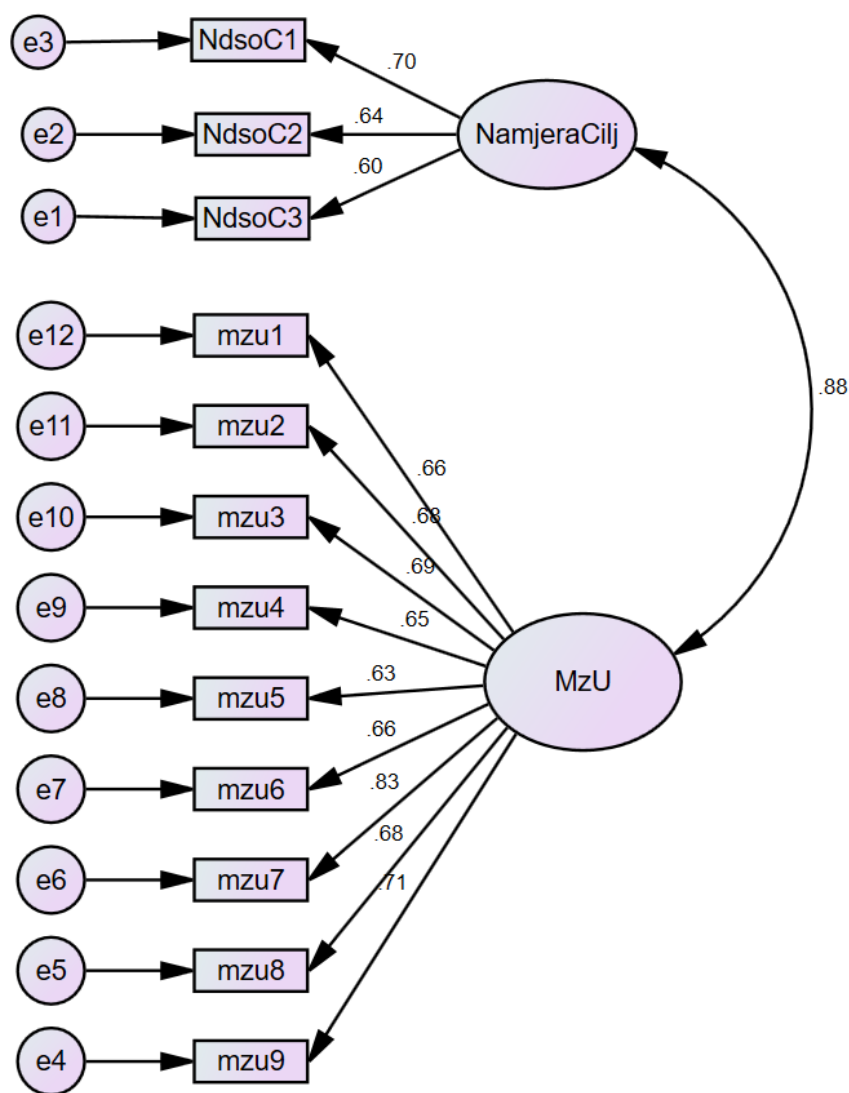 e3
NdsoC1
.70
NamjeraCilj
e2
NdsoC2
.64
e1
NdsoC3
.60
.88
e12
mzu1
.66
e11
mzu2
.68
e10
mzu3
.69
e9
mzu4
.65
e8
mzu5
.63
MzU
e7
mzu6
.66
e6
mzu7
.83
e5
mzu8
.68
e4
mzu9
.71